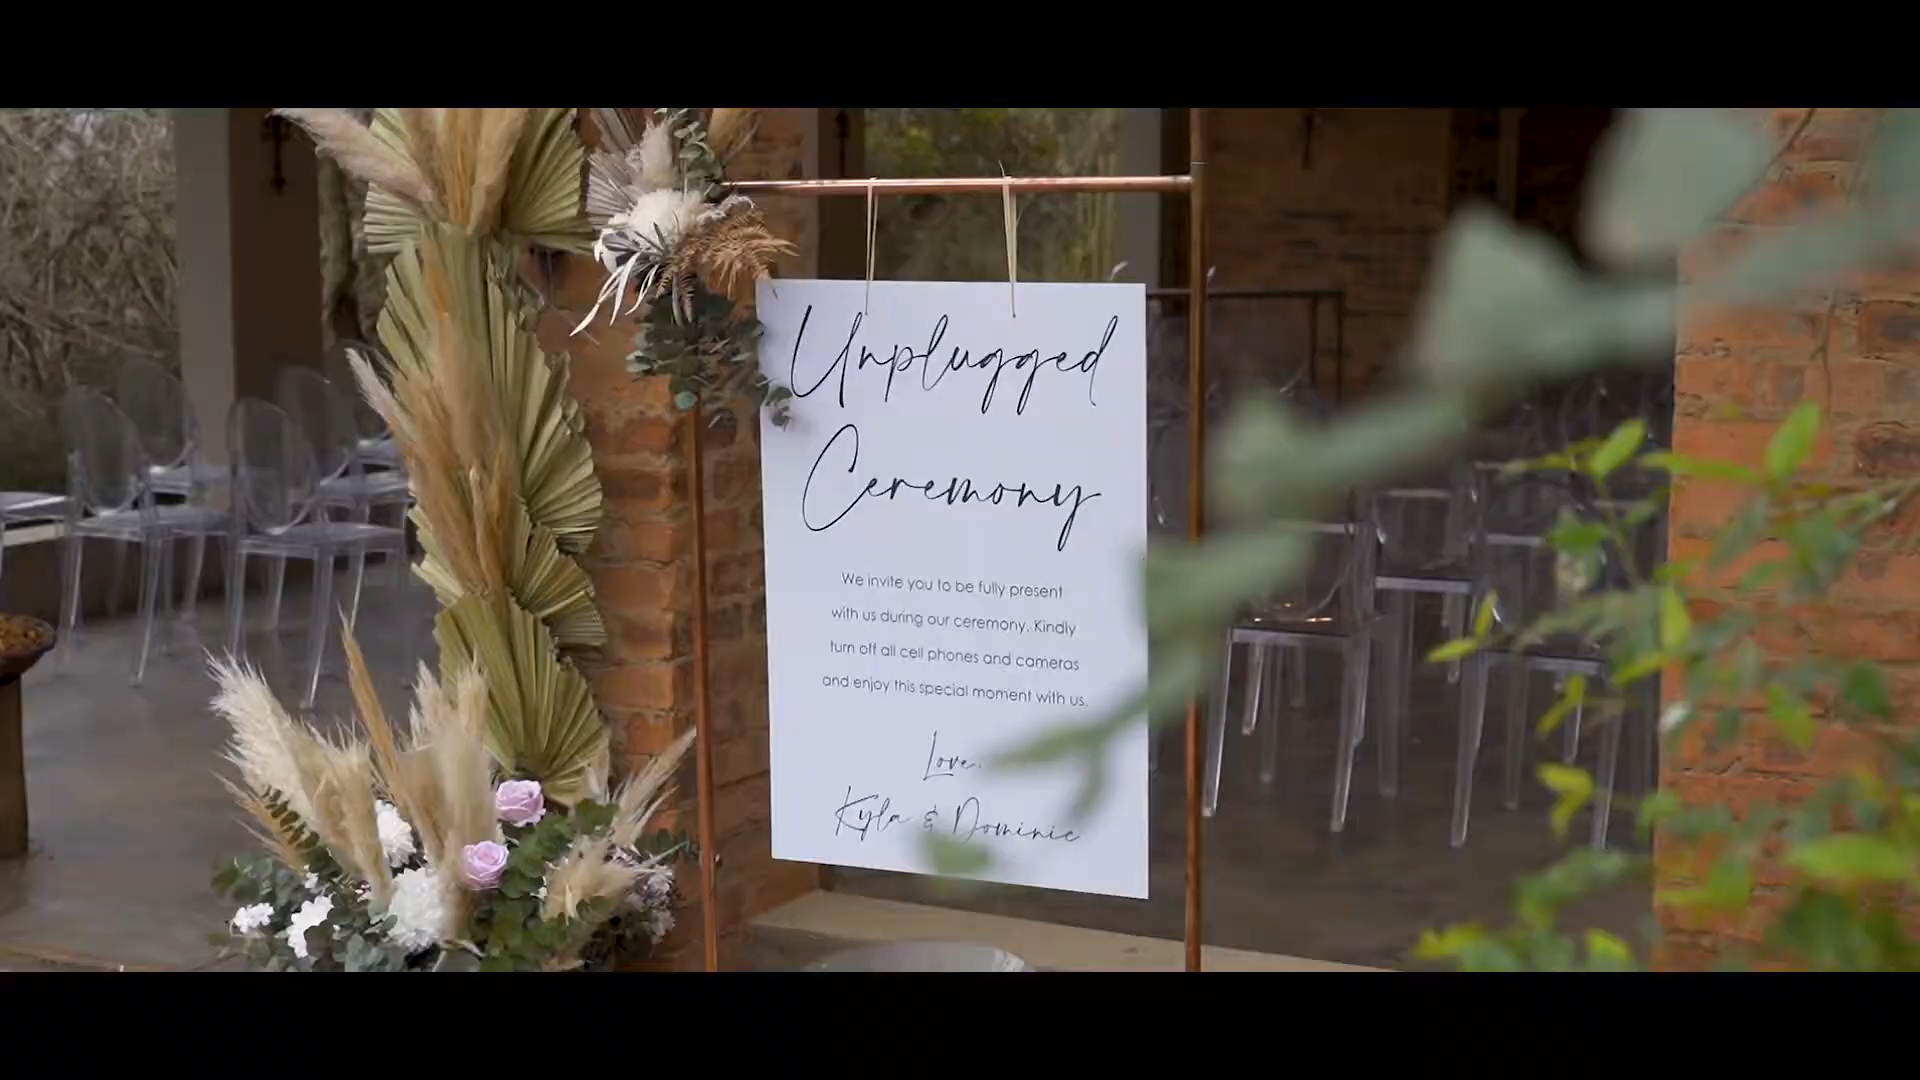 Unplugged
Ceremony
We invite you to be fully present
with us during our ceremony. Kindly
turn off all cell phones and cameras
and enjoy this special moment with us.
Love,
Kyla & Dominic